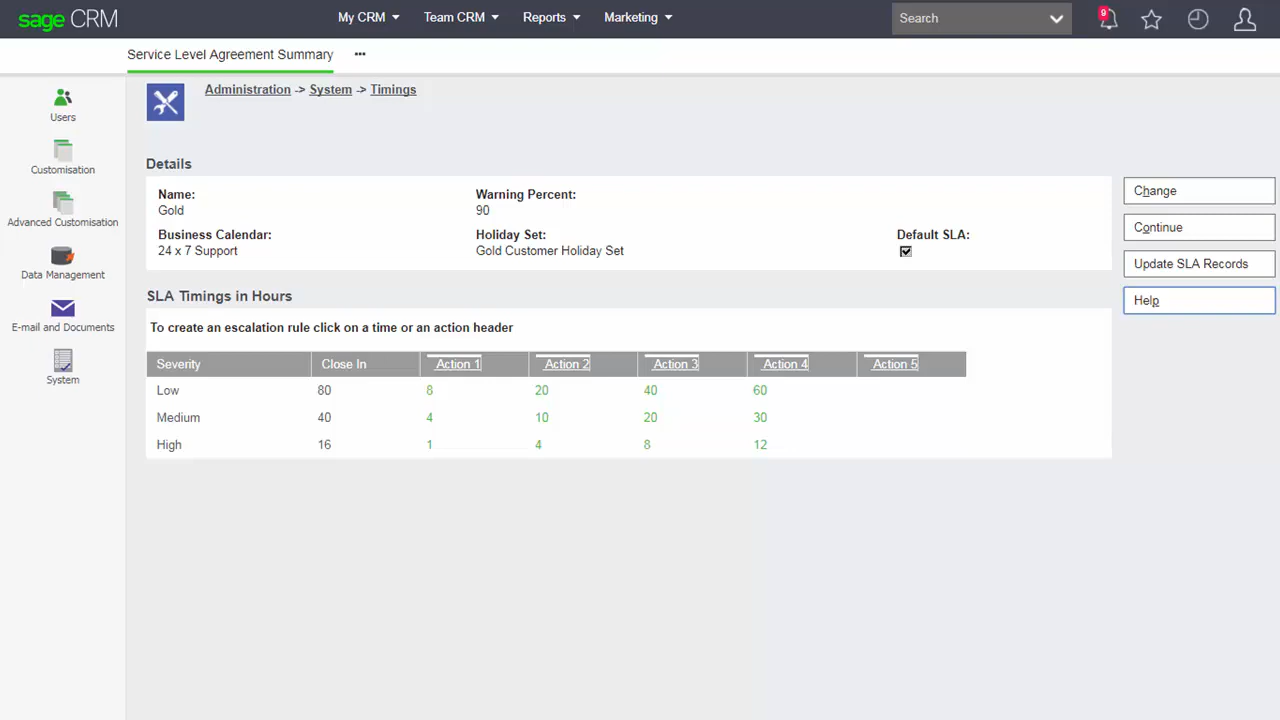 sage CRM
My CRM Team CRM Reports Marketing Search 9
Service Level Agreement Summary •••
Administration -> System -> Timings
Users
Customisation
Advanced Customisation
Data Management
E-mail and Documents
System
Details
Name: Warning Percent:
Gold 90
Business Calendar: Holiday Set: Default SLA:
24 x 7 Support Gold Customer Holiday Set
Change
Continue
Update SLA Records
Help
SLA Timings in Hours
To create an escalation rule click on a time or an action header
Severity Close In Action 1 Action 2 Action 3 Action 4 Action 5
Low 80 8 20 40 60
Medium 40 4 10 20 30
High 16 1 4 8 12